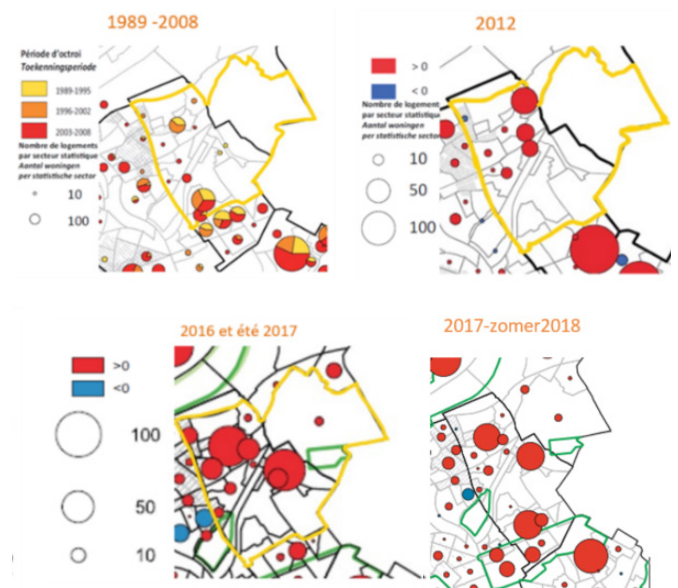 1989 -2008
Période d'octroi
Toekenningsperiode
1989-1995
1996-2002
2003-2008
Nombre de logements
par secteur statistique
Aantal woningen
per statistische sector
10
100
2012
> 0
< 0
Nombre de logements
par secteur statistique
Aantal woningen
per statistische sector
10
50
100
2016 et été 2017
>0
<0
100
50
10
2017-zomer2018